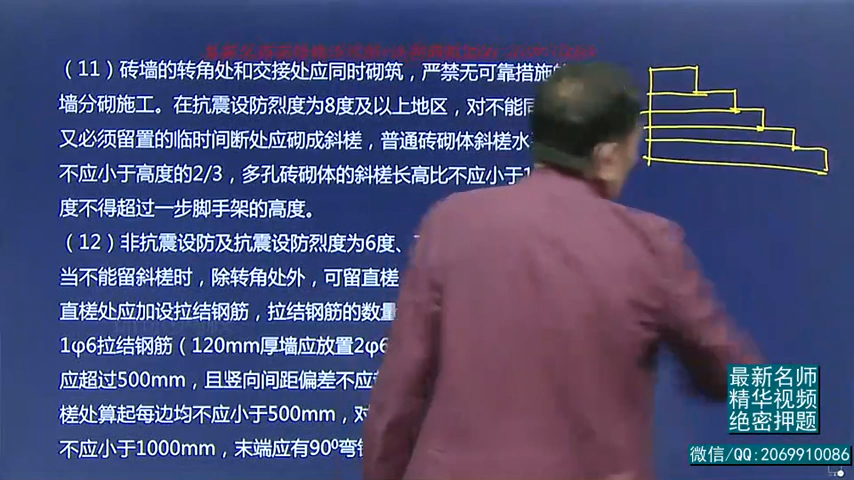 （11）砖墙的转角处和交接处应同时砌筑，严禁无可靠措施的
墙分砌施工。在抗震设防烈度为8度及以上地区，对不能同
又必须留置的临时间断处应砌成斜槎，普通砖砌体斜槎水
不应小于高度的2/3，多孔砖砌体的斜槎长高比不应小于1
度不得超过一步脚手架的高度。
（12）非抗震设防及抗震设防烈度为6度、
当不能留斜槎时，除转角处外，可留直槎
直槎处应加设拉结钢筋，拉结钢筋的数量
1φ6拉结钢筋（120mm厚墙应放置2φ6
应超过500mm，且竖向间距偏差不应
槎处算起每边均不应小于500mm，对
不应小于1000mm，末端应有90⁰弯
最新名师
精华视频
绝密押题
微信/QQ:2069910086